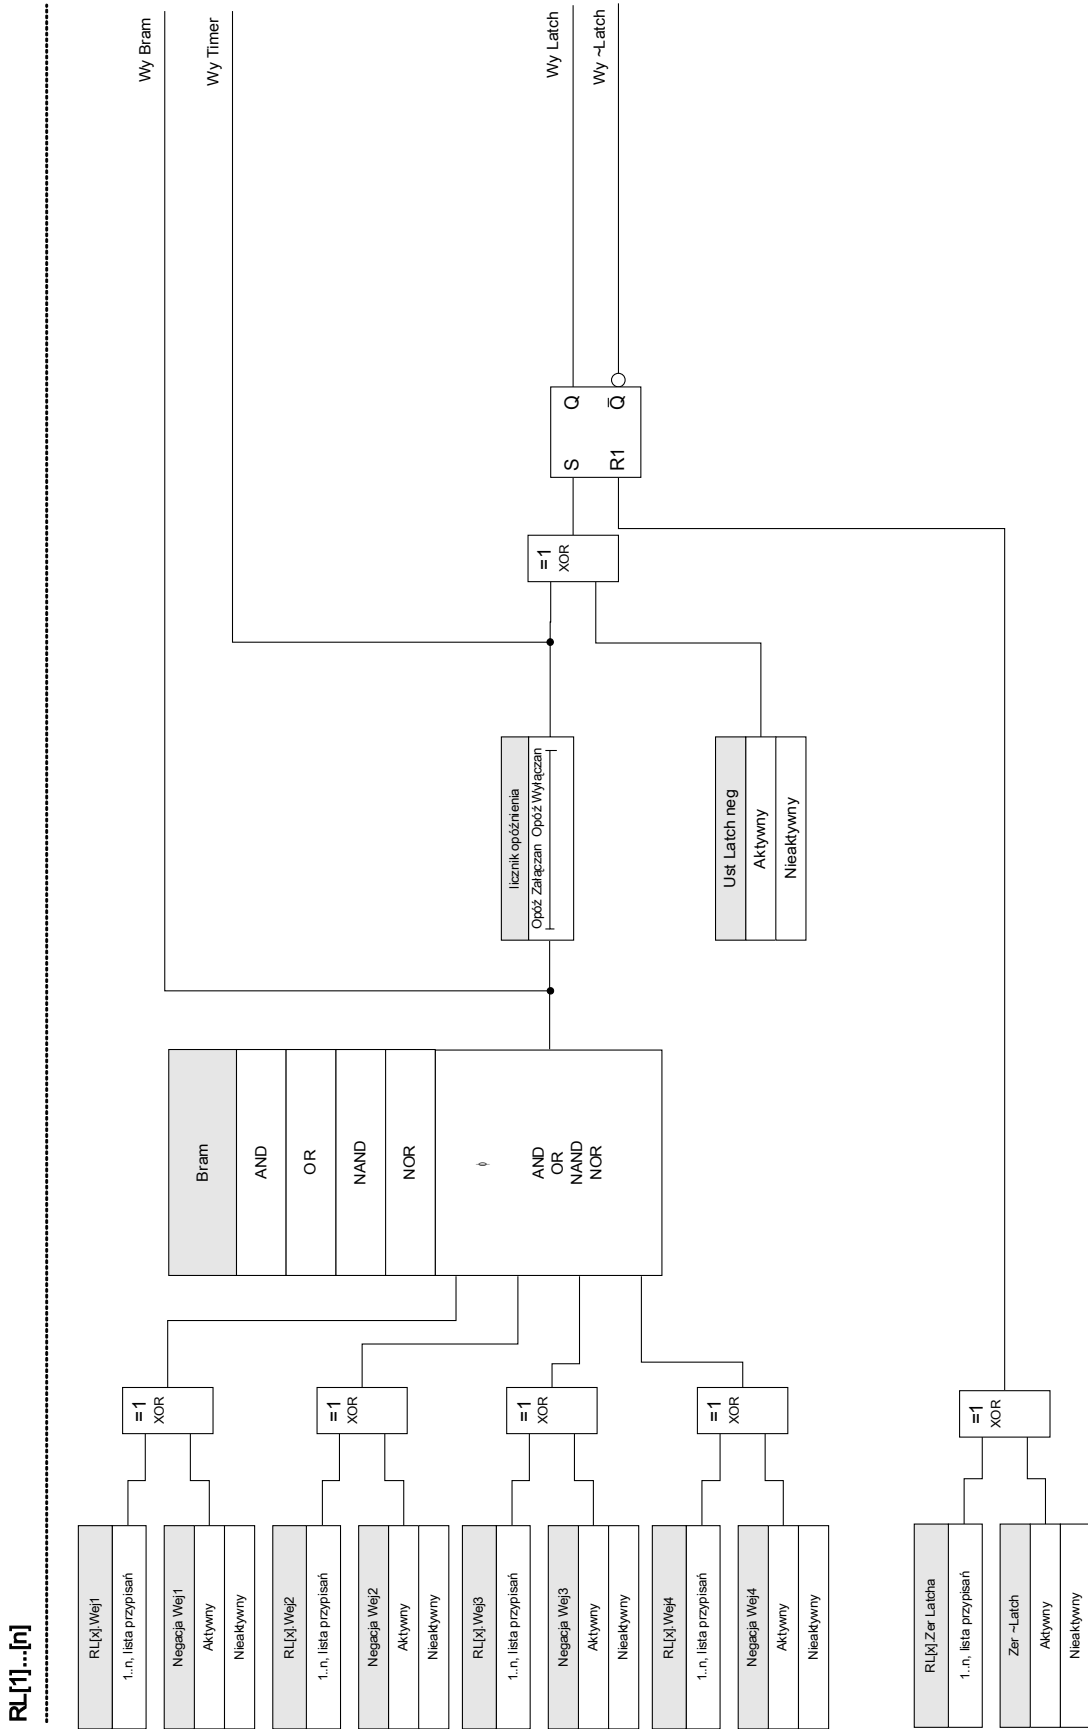 RL[1]...[n]
RL[x].Wej1
1..n, lista przypisań
Negacja Wej1
Aktywny
Nieaktywny
=1
XOR
RL[x].Wej2
1..n, lista przypisań
Negacja Wej2
Aktywny
Nieaktywny
=1
XOR
RL[x].Wej3
1..n, lista przypisań
Negacja Wej3
Aktywny
Nieaktywny
=1
XOR
RL[x].Wej4
1..n, lista przypisań
Negacja Wej4
Aktywny
Nieaktywny
=1
XOR
Bram
AND
OR
NAND
NOR
AND
OR
NAND
NOR
licznik opóźnienia
Opóź Załączan Opóź Wyłączan
Ust Latch neg
Aktywny
Nieaktywny
=1
XOR
S Q
R1 Q̅
Wy Bram
Wy Timer
Wy Latch
Wy ~Latch
RL[x].Zer Latcha
1..n, lista przypisań
Zer ~Latch
Aktywny
Nieaktywny
=1
XOR